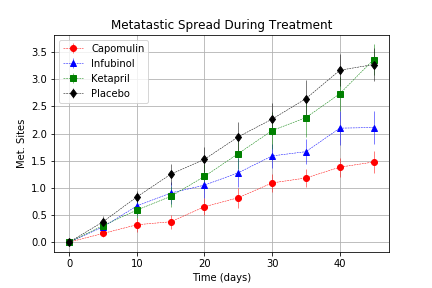 Metatastic Spread During Treatment
Capomulin
Infubinol
Ketapril
Placebo
3.5
3.0
2.5
2.0
1.5
1.0
0.5
0.0
Met. Sites
0 10 20 30 40
Time (days)